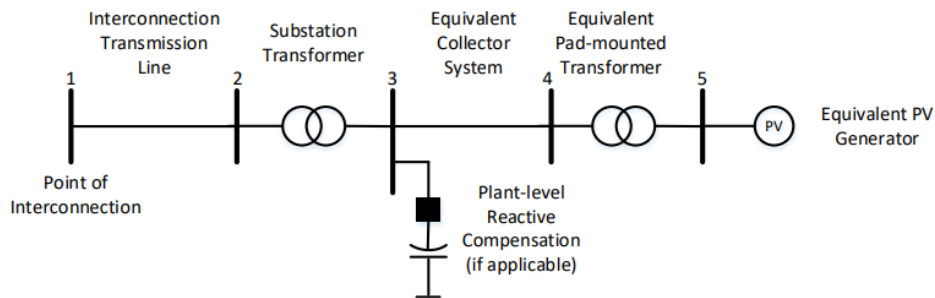 Interconnection
Transmission
Line
Substation
Transformer
Equivalent
Collector
System
Equivalent
Pad-mounted
Transformer
1
2
3
4
5
PV
Equivalent PV
Generator
Point of
Interconnection
Plant-level
Reactive
Compensation
(if applicable)